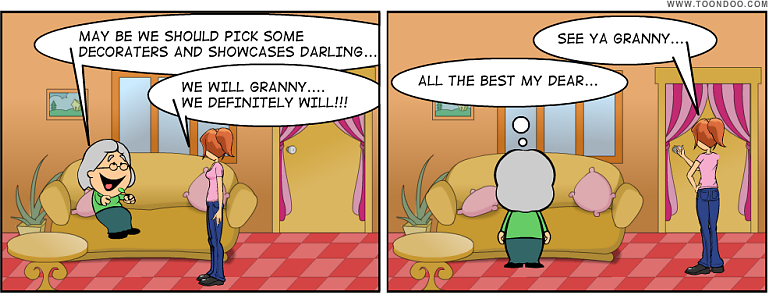 WWW.TOONDOO.COM
MAY BE WE SHOULD PICK SOME
DECORATERS AND SHOWCASES DARLING...
WE WILL GRANNY....
WE DEFINITELY WILL!!!
SEE YA GRANNY....
ALL THE BEST MY DEAR...